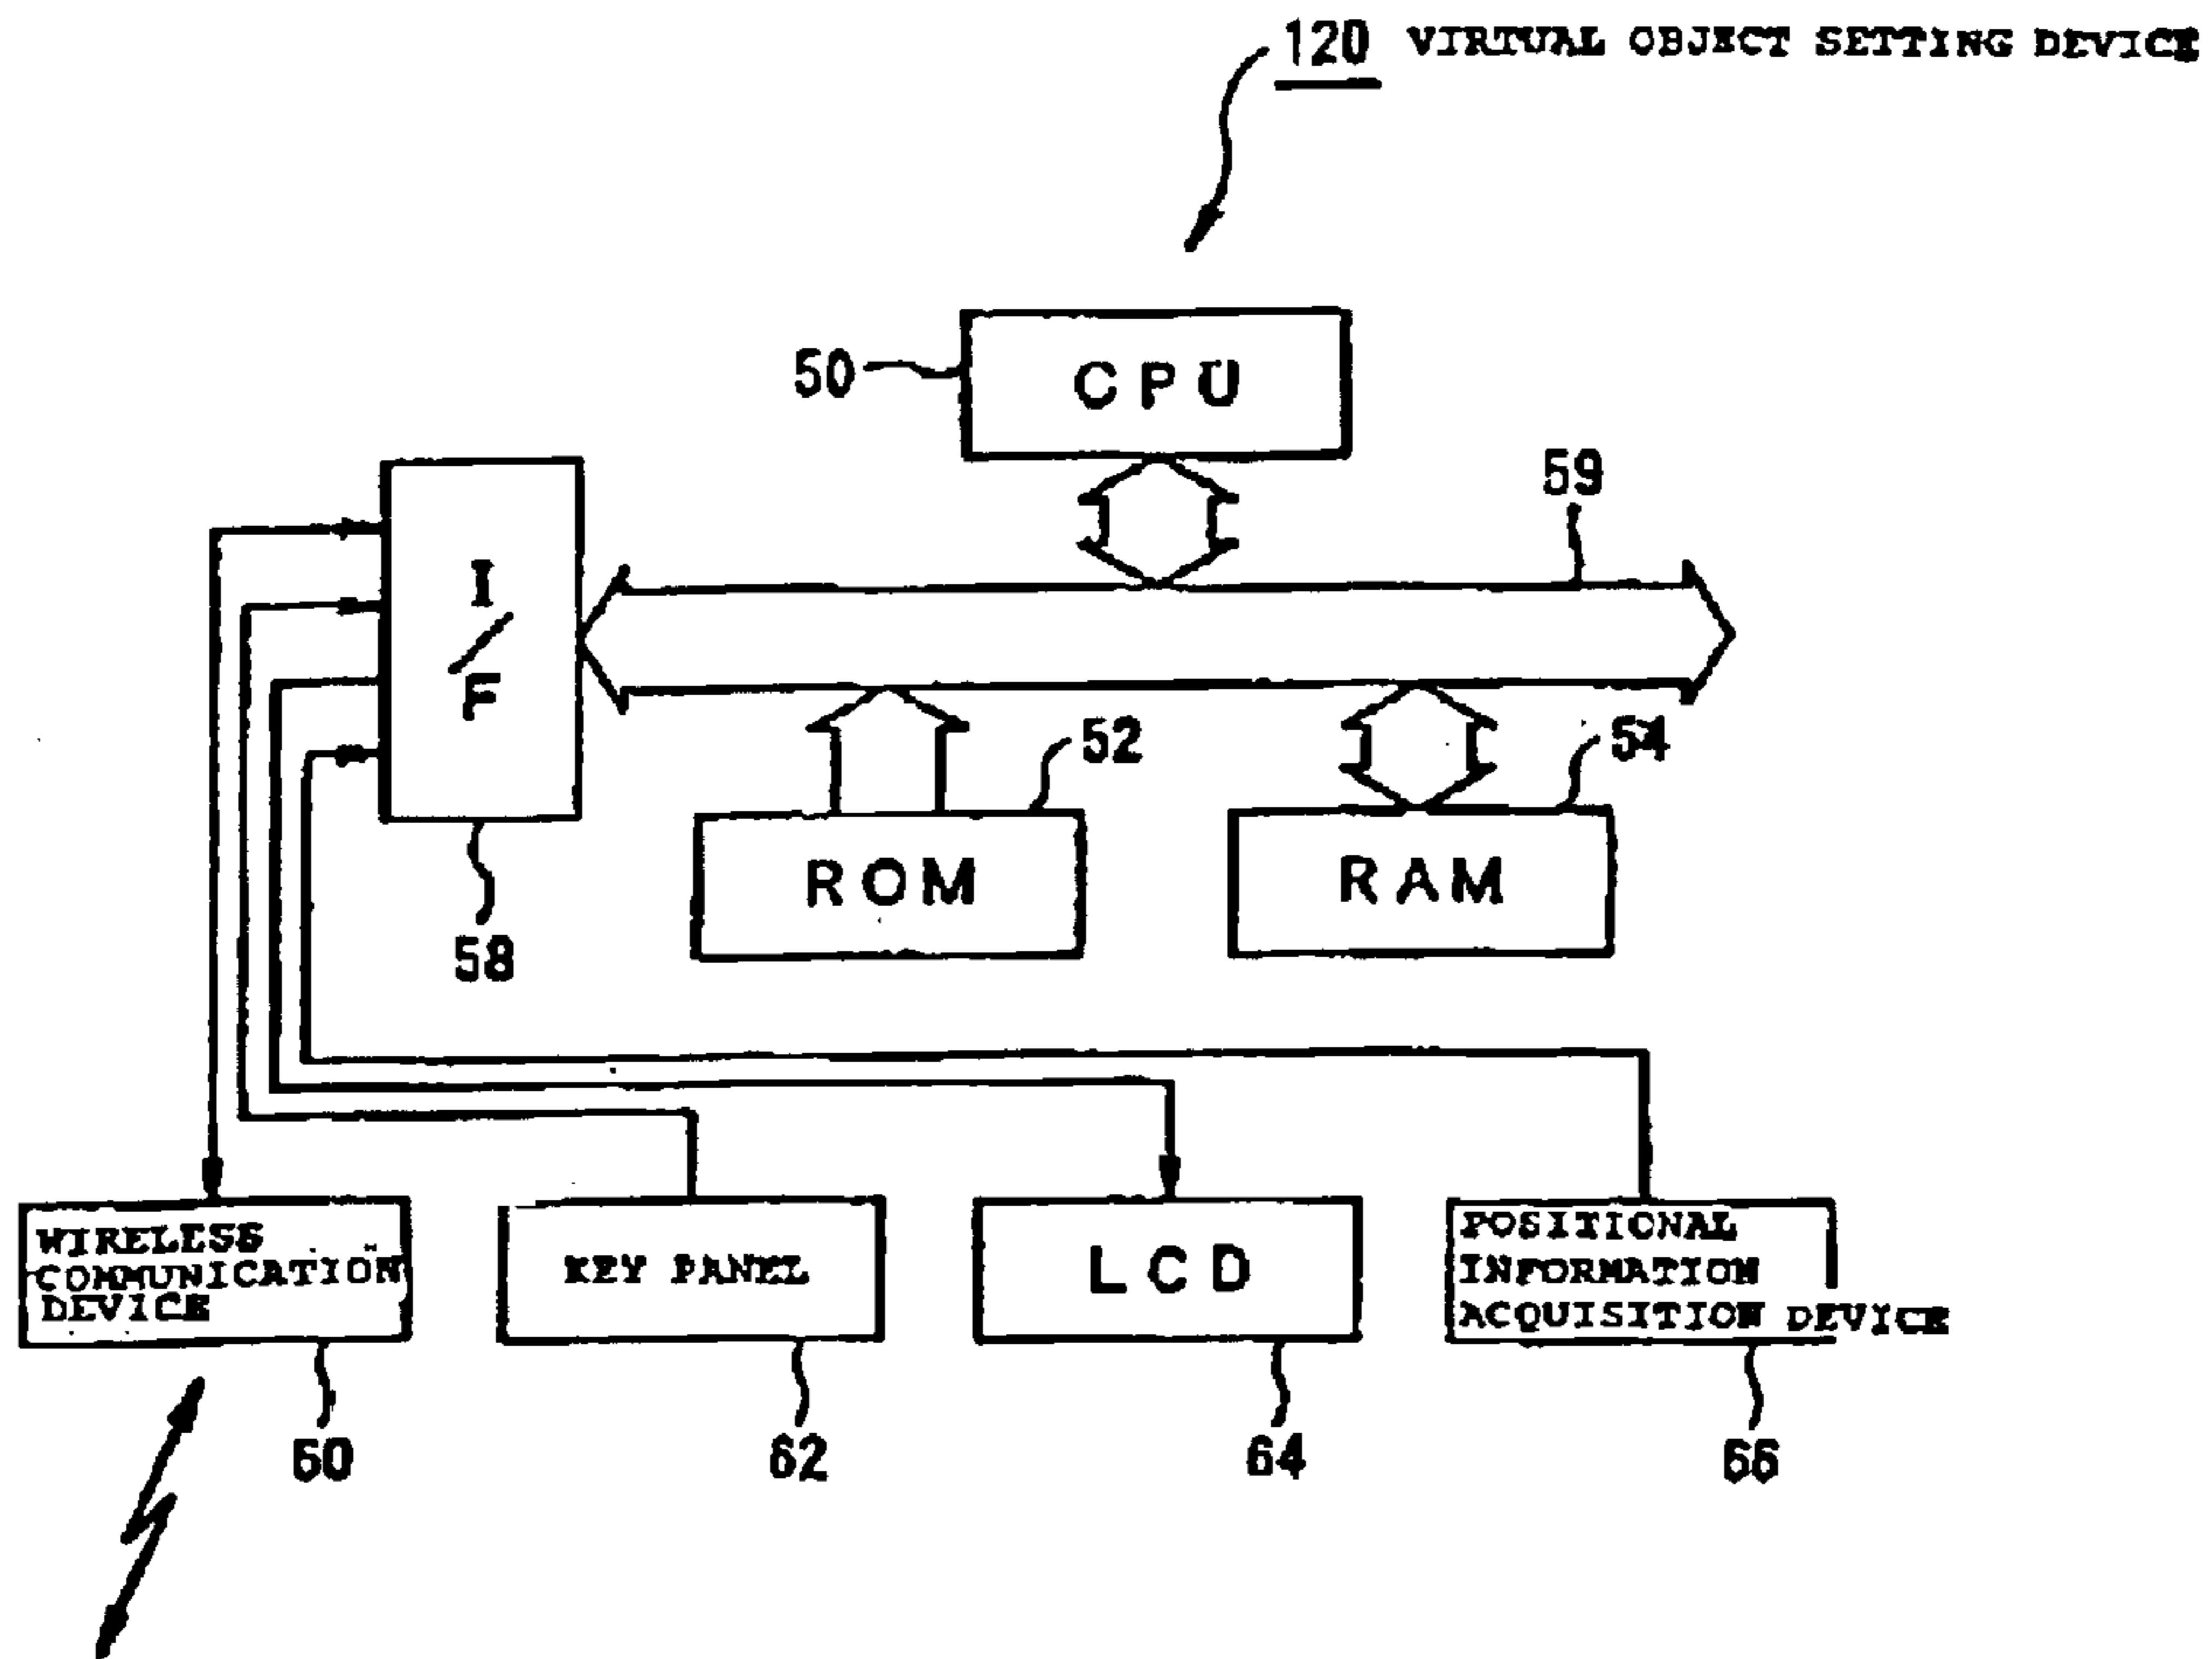 120 VIRTUAL OBJECT SETTING DEVICE
50
CPU
59
I
/
F
52
54
ROM
RAM
58
WIRELESS
COMMUNICATION
DEVICE
KEY PANEL
LCD
POSITIONAL
INFORMATION
ACQUISITION DEVICE
60
62
64
66